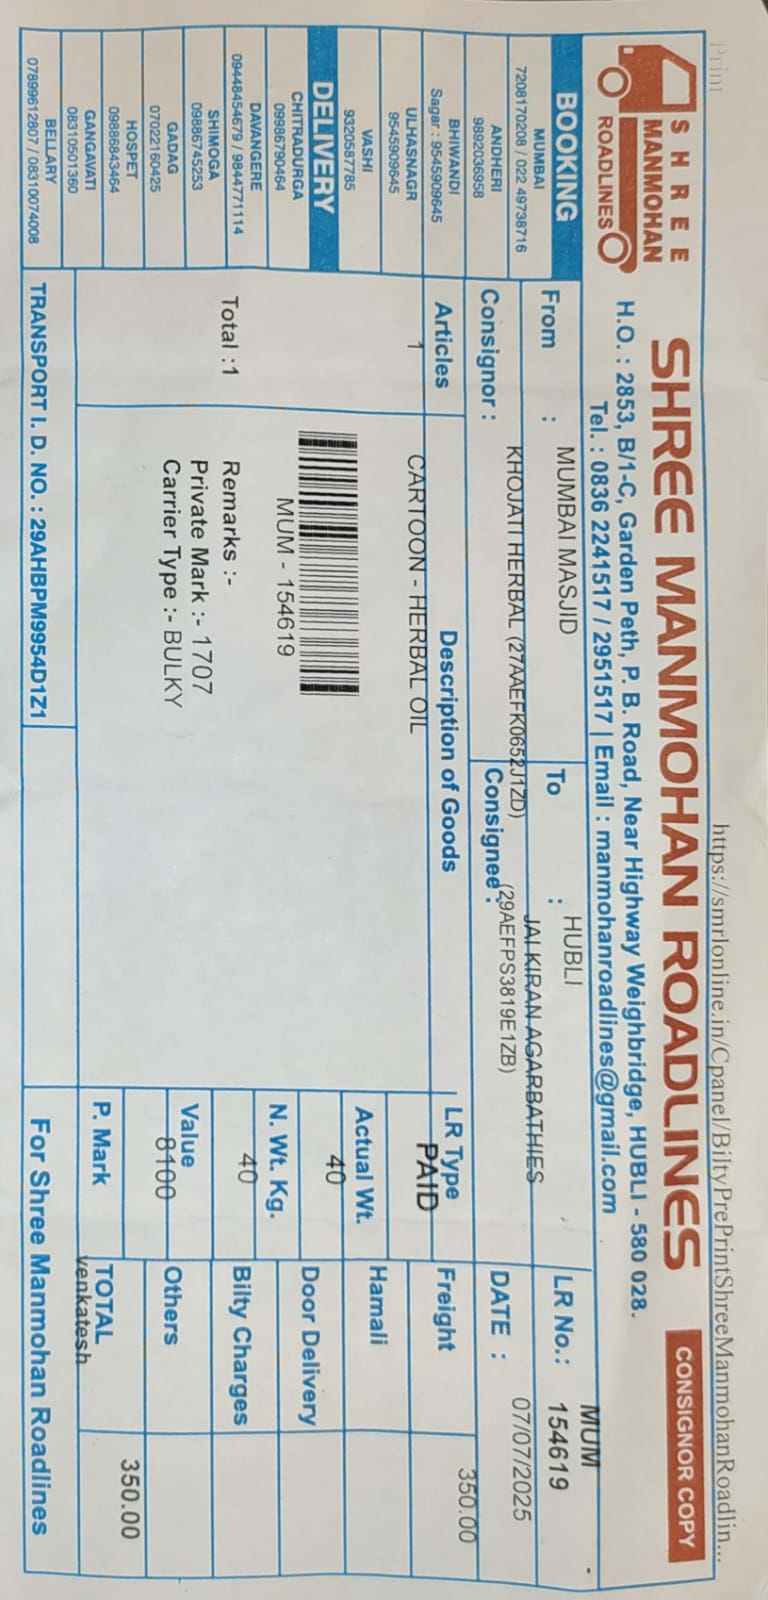 Print
https://smrlonline.in/Cpanel/BiltyPrePrintShreeManmohanRoadlin...
SHREE
MANMOHAN
ROADLINES
SHREE MANMOHAN ROADLINES
CONSIGNOR COPY
H.O. : 2853, B/1-C, Garden Peth, P. B. Road, Near Highway Weighbridge, HUBLI - 580 028.
Tel. : 0836 2241517 / 2951517 | Email : manmohanroadlines@gmail.com
BOOKING
MUMBAI
7208170208 / 022 49738716
ANDHERI
9892036958
BHIWANDI
Sagar : 9545909645
ULHASNAGR
9545909645
VASHI
9320587785
DELIVERY
CHITRADURGA
09986790464
DAVANGERE
09448454679 / 9844771114
SHIMOGA
09886745253
GADAG
07022160425
HOSPET
09886843464
GANGAVATI
08310501360
BELLARY
07899612807 / 08310074008
From : MUMBAI MASJID
To : HUBLI
LR No.: MUM 154619
Consignor : KHOJATI HERBAL (27AAEFK0652J1ZD)
Consignee : JAI KIRAN AGARBATHIES
(29AEFPS3819E1ZB)
DATE : 07/07/2025
Articles
Description of Goods
LR Type
PAID
Freight 350.00
1
CARTOON - HERBAL OIL
Actual Wt.
40
Hamali
MUM - 154619
N. Wt. Kg.
40
Door Delivery
Total :1
Remarks :-
Private Mark :- 1707
Carrier Type :- BULKY
Bilty Charges
Value
8100
Others
P. Mark
TOTAL 350.00
venkatesh
TRANSPORT I. D. NO. : 29AHBPM9954D1Z1
For Shree Manmohan Roadlines